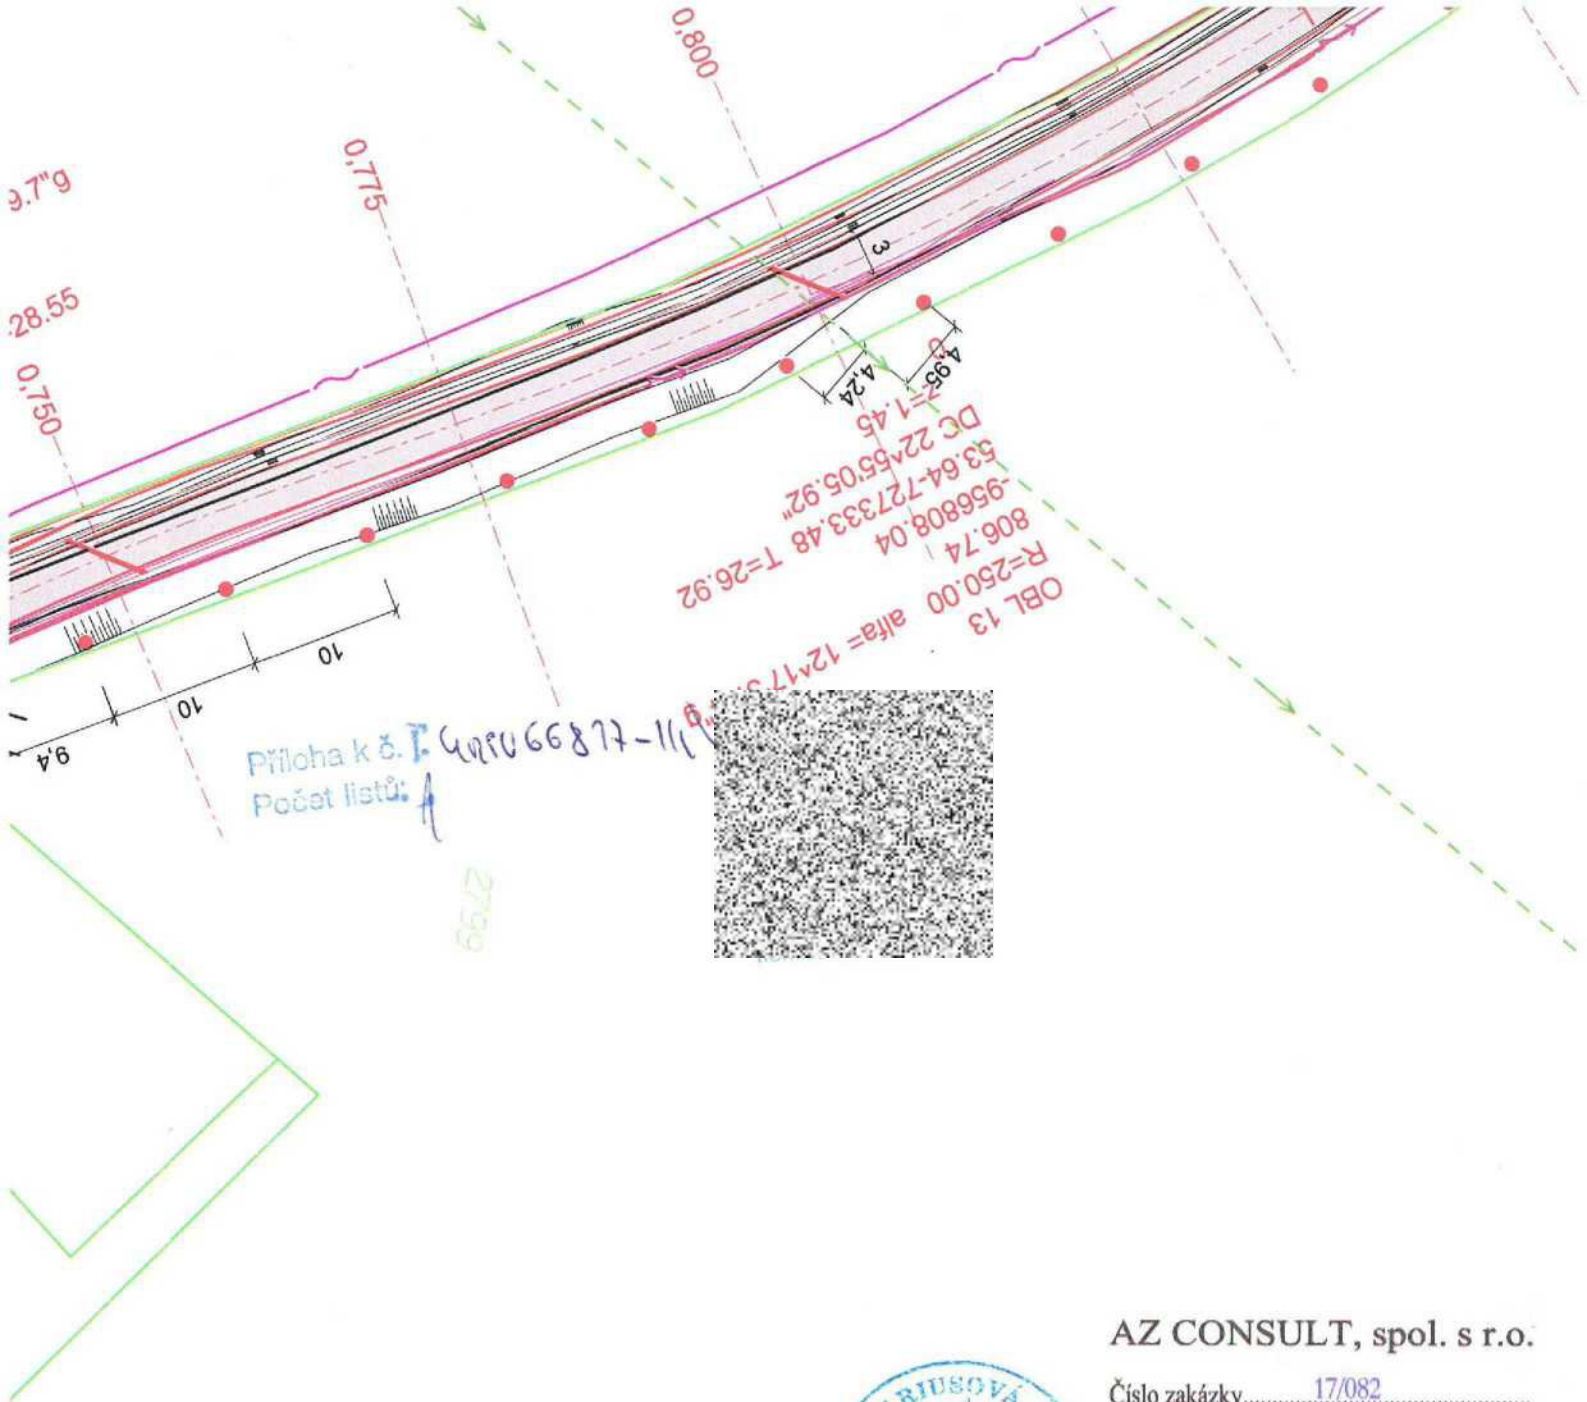 0,800
0,775
9.7"g
28.55
0,750
3
4,95
4,24
z=1.45
DC 22^55'05.92"
53.64-727333.48 T=26.92
-956808.04
806.74
R=250.00 alfa= 12^17'
OBL 13
10
10
9,4
Příloha k č.
Počet listů: 1
2799
AZ CONSULT, spol. s r.o.
Číslo zakázky 17/082